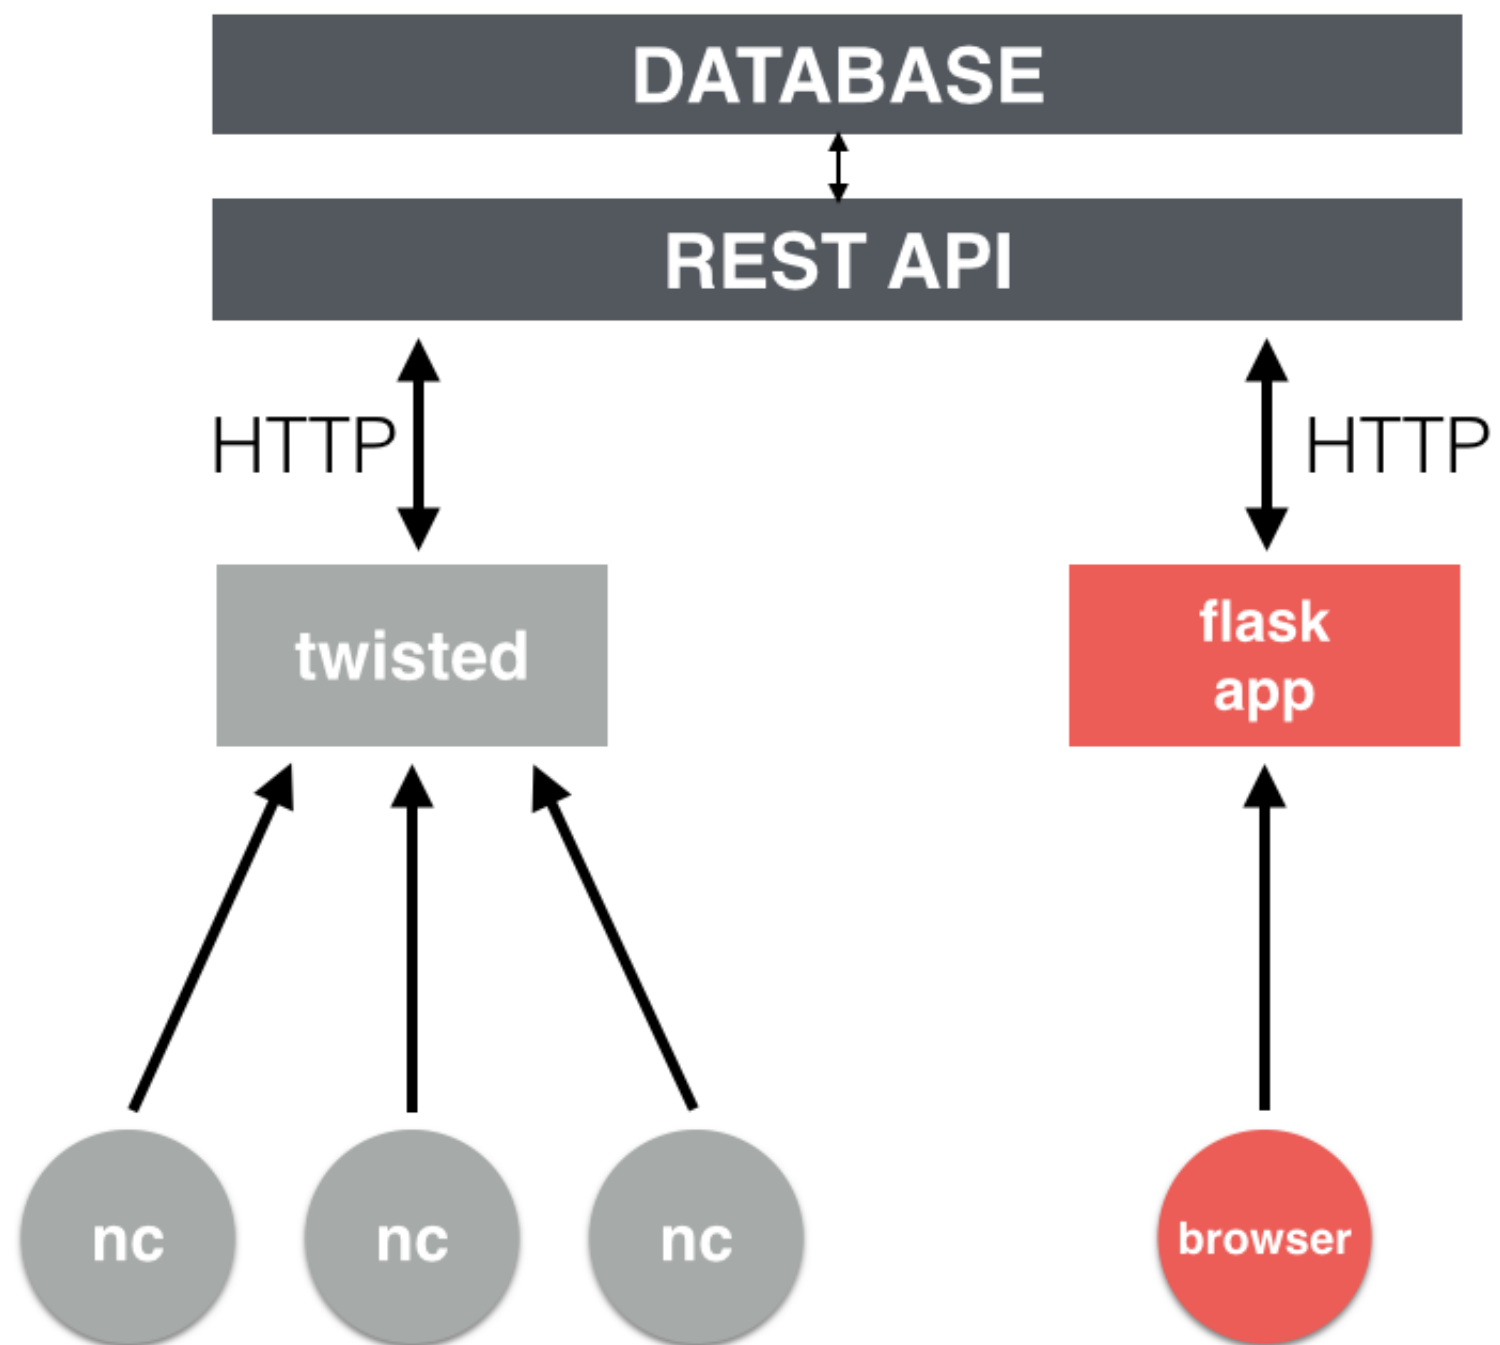 DATABASE
REST API
HTTP
HTTP
twisted
flask
app
nc
nc
nc
browser